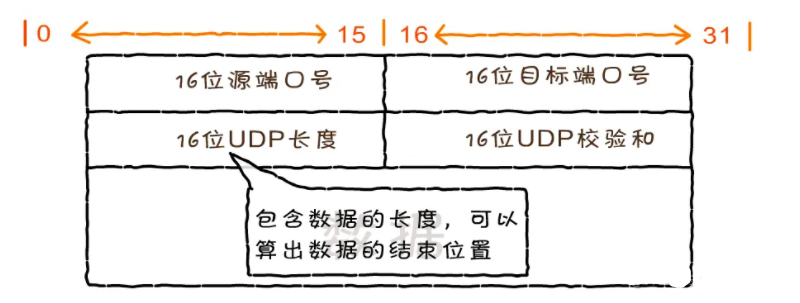 0 15 16 31
16位源端口号 16位目标端口号
16位UDP长度 16位UDP校验和
数据
包含数据的长度，可以
算出数据的结束位置